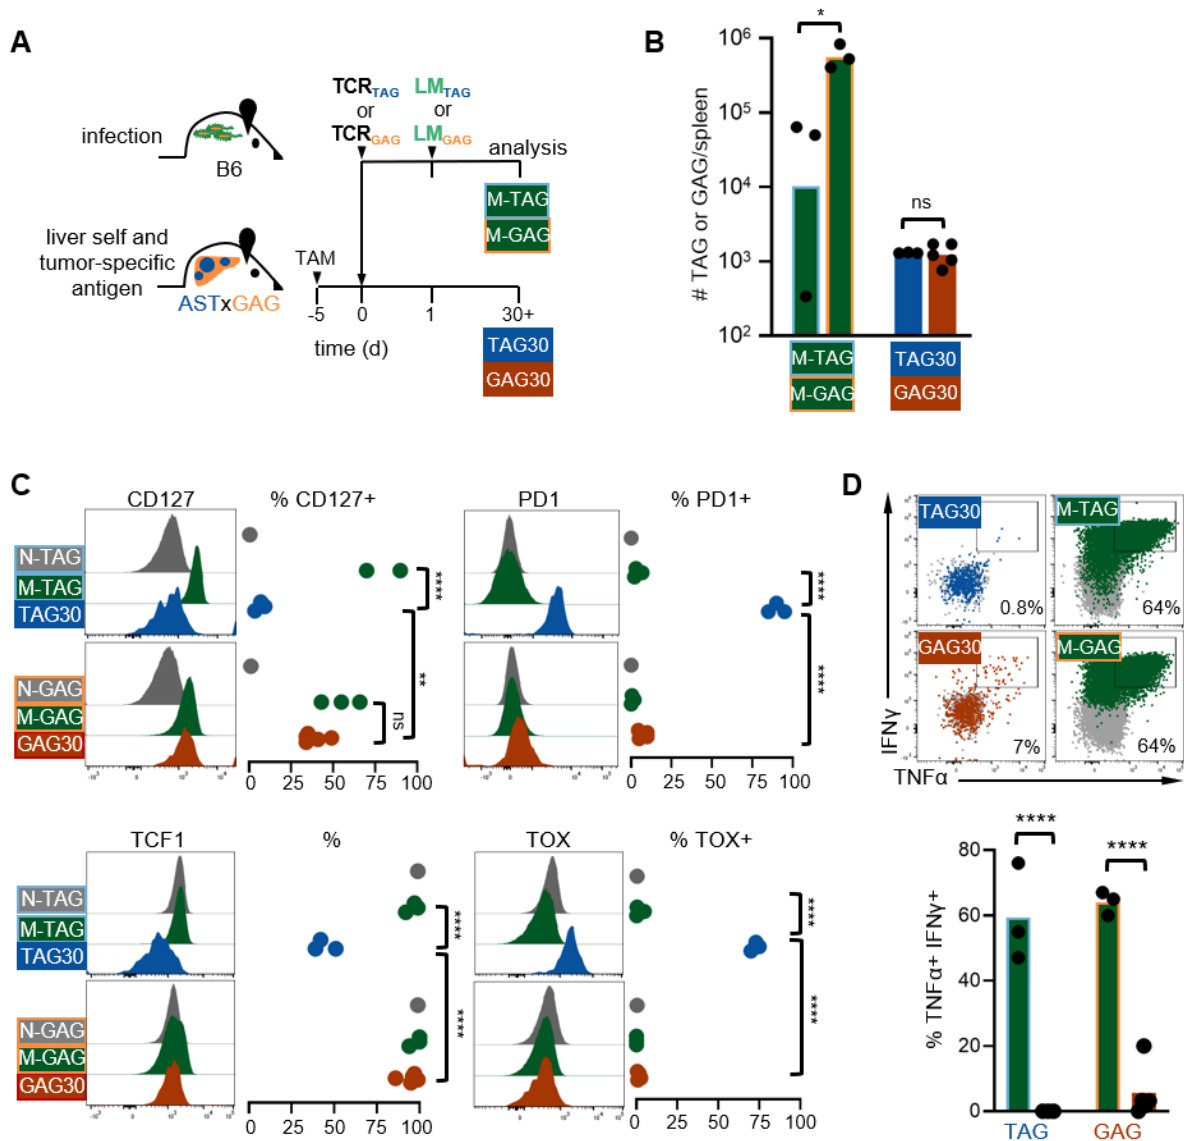 A
infection
B6
TCRTAG LMTAG
or or
TCRGAG LMGAG
analysis
M-TAG
M-GAG
liver self and
tumor-specific
antigen
ASTxGAG
TAM
-5 0 1 30+
time (d)
TAG30
GAG30
B
# TAG or GAG/spleen
10⁶
10⁵
10⁴
10³
10²
*
ns
M-TAG TAG30
M-GAG GAG30
C
CD127 % CD127+ PD1 % PD1+
N-TAG
M-TAG
TAG30
N-GAG
M-GAG
GAG30
****
**
ns
****
****
0 25 50 75 100
0 25 50 75 100
TCF1 % TOX % TOX+
N-TAG
M-TAG
TAG30
N-GAG
M-GAG
GAG30
****
****
****
****
0 25 50 75 100
0 25 50 75 100
D
TAG30 M-TAG
0.8% 64%
GAG30 M-GAG
7% 64%
IFNγ
TNFα
% TNFα+ IFNγ+
80
60
40
20
0
**** ****
TAG GAG